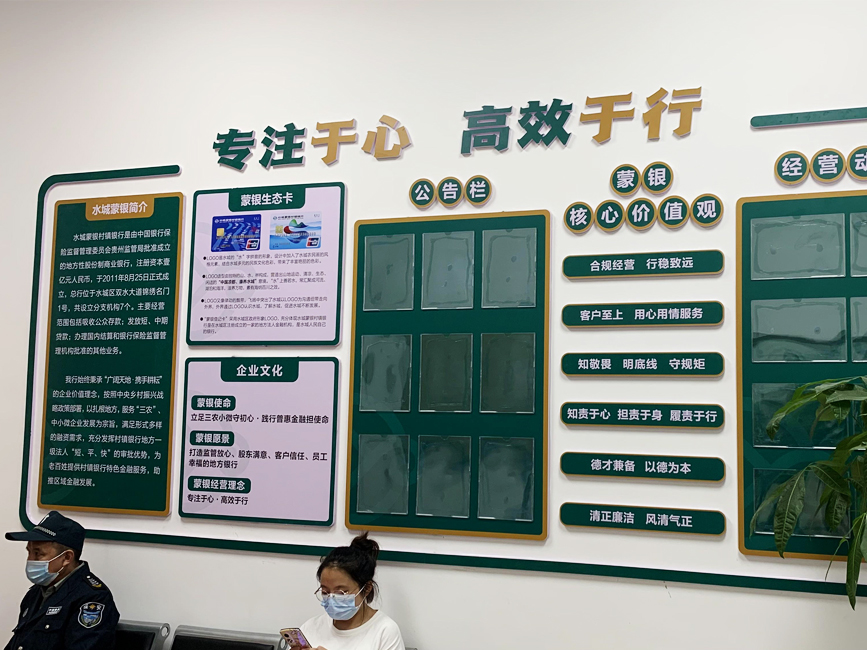 专注于心 高效于行
水城蒙银简介
水城蒙银村镇银行是由中国银行保
险监督管理委员会贵州监管局批准成立
的地方性股份制商业银行，注册资本壹
亿元人民币，于2011年8月25日正式成
立，总行位于水城区双水大道锦绣名门
1号，共设立分支机构7个。主要经营
范围包括吸收公众存款；发放短、中期
贷款；办理国内结算和银行保险监督管
理机构批准的其他业务。
我行始终秉承“广阔天地·携手耕耘”
的企业价值理念，按照中央乡村振兴战
略政策部署，以扎根地方，服务“三农”、
中小微企业发展为宗旨，满足形式多样
的融资需求，充分发挥村镇银行地方一
级法人“短、平、快”的审批优势，为
老百姓提供村镇银行特色金融服务，助
推区域金融发展。
蒙银生态卡
企业文化
蒙银使命
立足三农小微守初心·践行普惠金融担使命
蒙银愿景
打造监管放心、股东满意、客户信任、员工
幸福的地方银行
蒙银经营理念
专注于心·高效于行
公告栏
蒙银
核心价值观
合规经营 行稳致远
客户至上 用心用情服务
知敬畏 明底线 守规矩
知责于心 担责于身 履责于行
德才兼备 以德为本
清正廉洁 风清气正
经营动